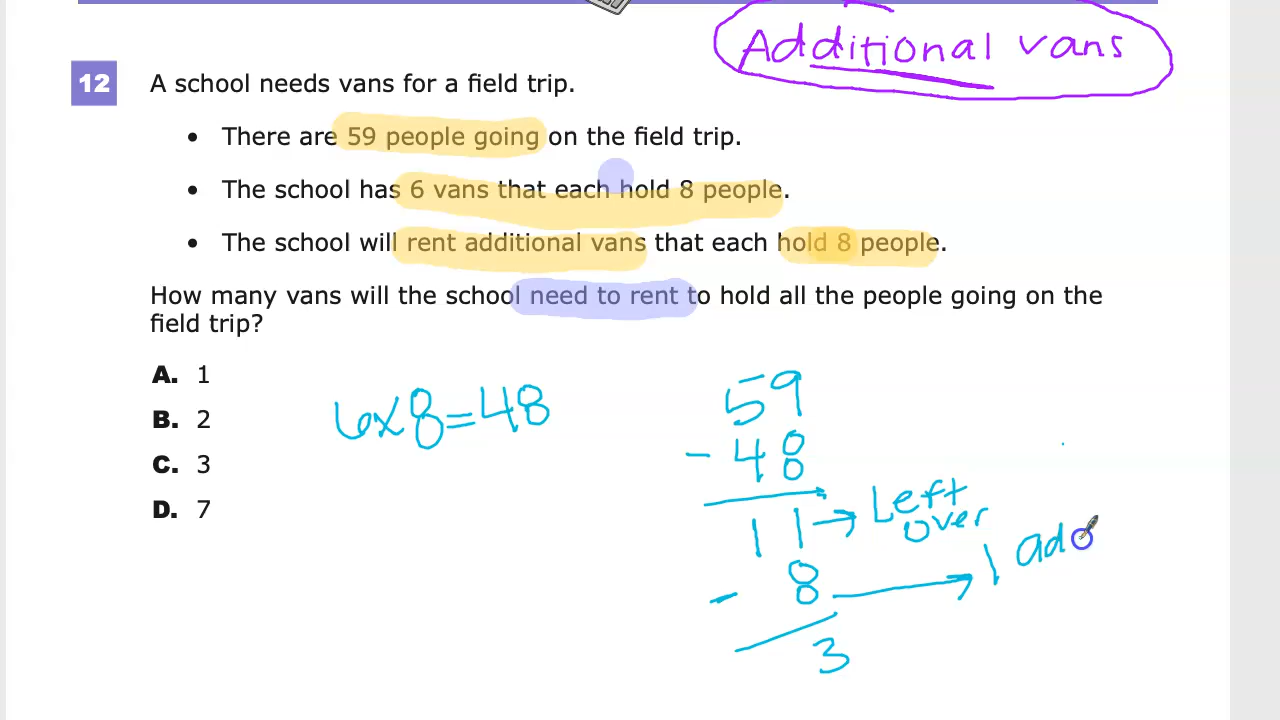 Additional vans
12 A school needs vans for a field trip.
• There are 59 people going on the field trip.
• The school has 6 vans that each hold 8 people.
• The school will rent additional vans that each hold 8 people.
How many vans will the school need to rent to hold all the people going on the
field trip?
A. 1
B. 2
C. 3
D. 7
6x8=48
59
- 48
11 → Left
over
- 8 → 1 add
3